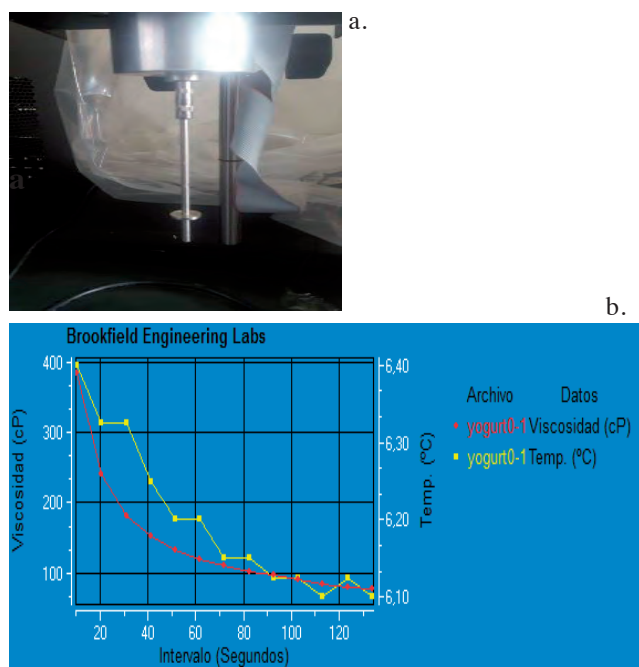 a.
a
b.
Brookfield Engineering Labs
400
300
200
100
Viscosidad (cP)
6,40
6,30
6,20
6,10
Temp. (ºC)
20 40 60 80 100 120
Intervalo (Segundos)
Archivo Datos
yogurt0-1 Viscosidad (cP)
yogurt0-1 Temp. (ºC)